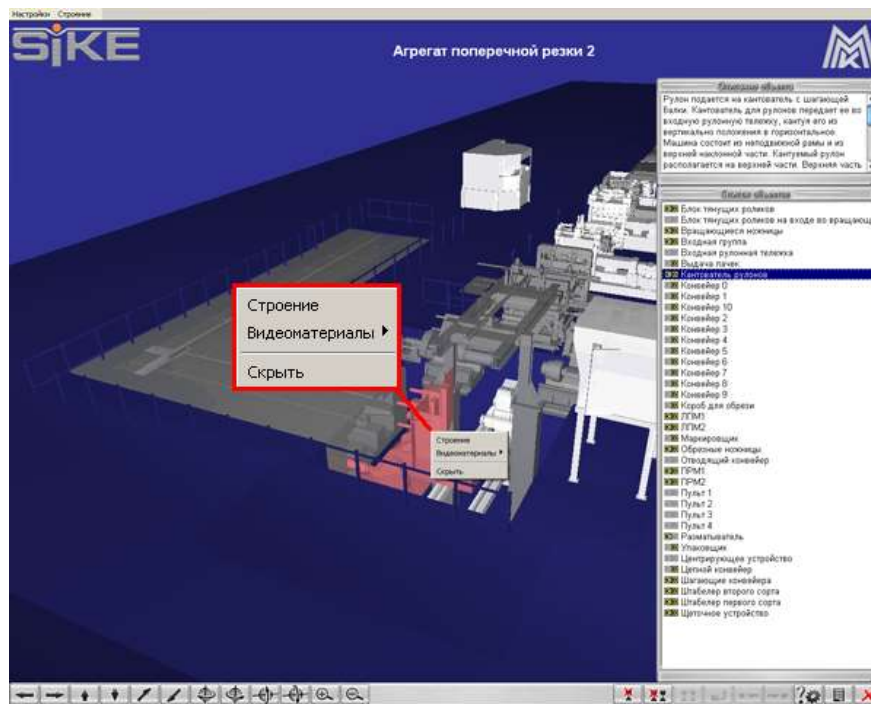 Настройки Строение
SiKE
Агрегат поперечной резки 2
Описание объекта
Рулон подается на кантователь с шагающей
балки. Кантователь для рулонов передает ее во
входную рулонную тележку, кантуя его из
вертикально положения в горизонтальное.
Машина состоит из неподвижной рамы и из
верхней наклонной части. Кантуемый рулон
располагается на верхней части. Верхняя часть
Список объектов
Блок тянущих роликов
Блок тянущих роликов на входе во вращающ
Вращающиеся ножницы
Входная группа
Входная рулонная тележка
Выдача пачек
Кантователь рулонов
Конвейер 0
Конвейер 1
Конвейер 10
Конвейер 2
Конвейер 3
Конвейер 4
Конвейер 5
Конвейер 6
Конвейер 7
Конвейер 8
Конвейер 9
Короб для обрези
ЛПМ1
ЛПМ2
Маркировщик
Обрезные ножницы
Отводящий конвейер
ПРМ1
ПРМ2
Пульт 1
Пульт 2
Пульт 3
Пульт 4
Разматыватель
Упаковщик
Центрирующее устройство
Цепной конвейер
Шагающие конвейера
Штабелер второго сорта
Штабелер первого сорта
Щеточное устройство
Строение
Видеоматериалы
Скрыть
Строение
Видеоматериалы
Скрыть